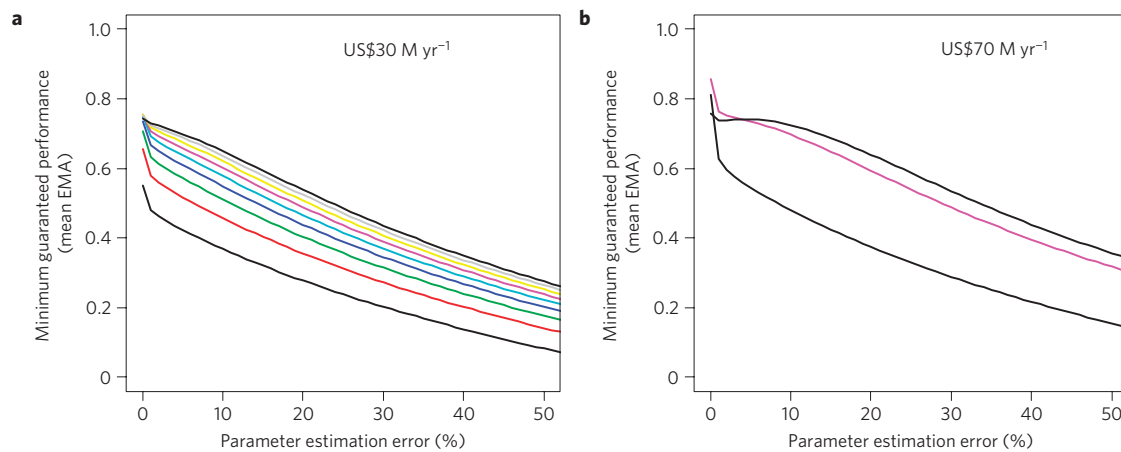 a
US$30 M yr⁻¹
Minimum guaranteed performance
(mean EMA)
1.0
0.8
0.6
0.4
0.2
0
0 10 20 30 40 50
Parameter estimation error (%)
b
US$70 M yr⁻¹
Minimum guaranteed performance
(mean EMA)
1.0
0.8
0.6
0.4
0.2
0
0 10 20 30 40 50
Parameter estimation error (%)